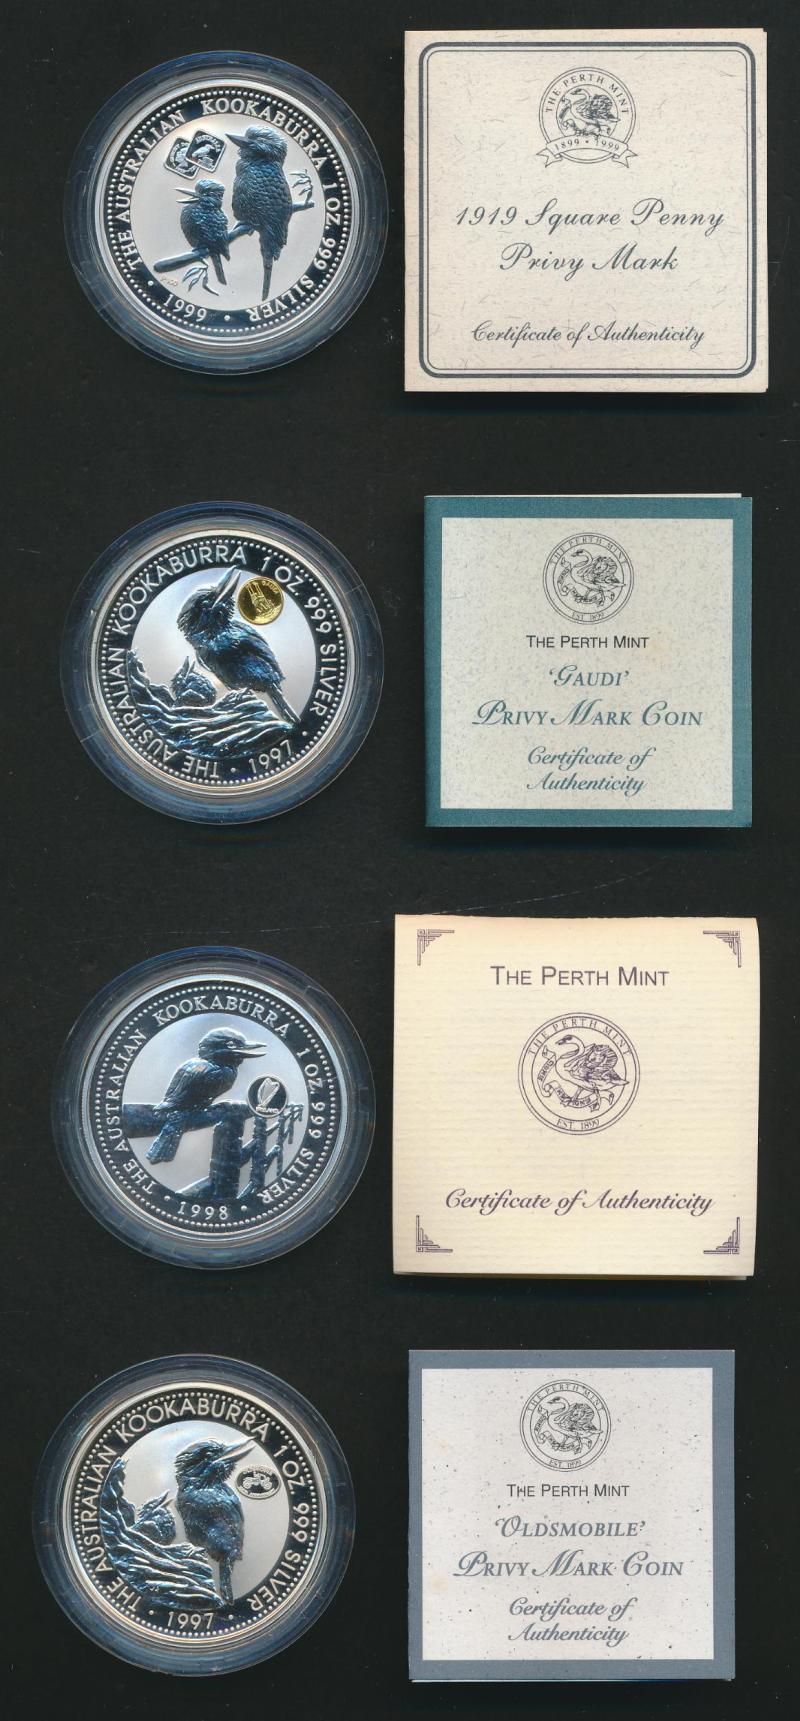 THE AUSTRALIAN KOOKABURRA 1 OZ. 999 SILVER
· 1999 ·
THE PERTH MINT
1899 • 1999
1919 Square Penny
Privy Mark
Certificate of Authenticity
THE AUSTRALIAN KOOKABURRA 1 OZ 999 SILVER
· 1997 ·
GAUDI
THE PERTH MINT
EST. 1899
THE PERTH MINT
'GAUDI'
PRIVY MARK COIN
Certificate of
Authenticity
THE AUSTRALIAN KOOKABURRA 1 OZ 999 SILVER
· 1998 ·
IRELAND
THE PERTH MINT
THE PERTH MINT
EST. 1899
Certificate of Authenticity
THE AUSTRALIAN KOOKABURRA 1 OZ 999 SILVER
· 1997 ·
THE PERTH MINT
EST. 1899
THE PERTH MINT
'OLDSMOBILE'
PRIVY MARK COIN
Certificate of
Authenticity